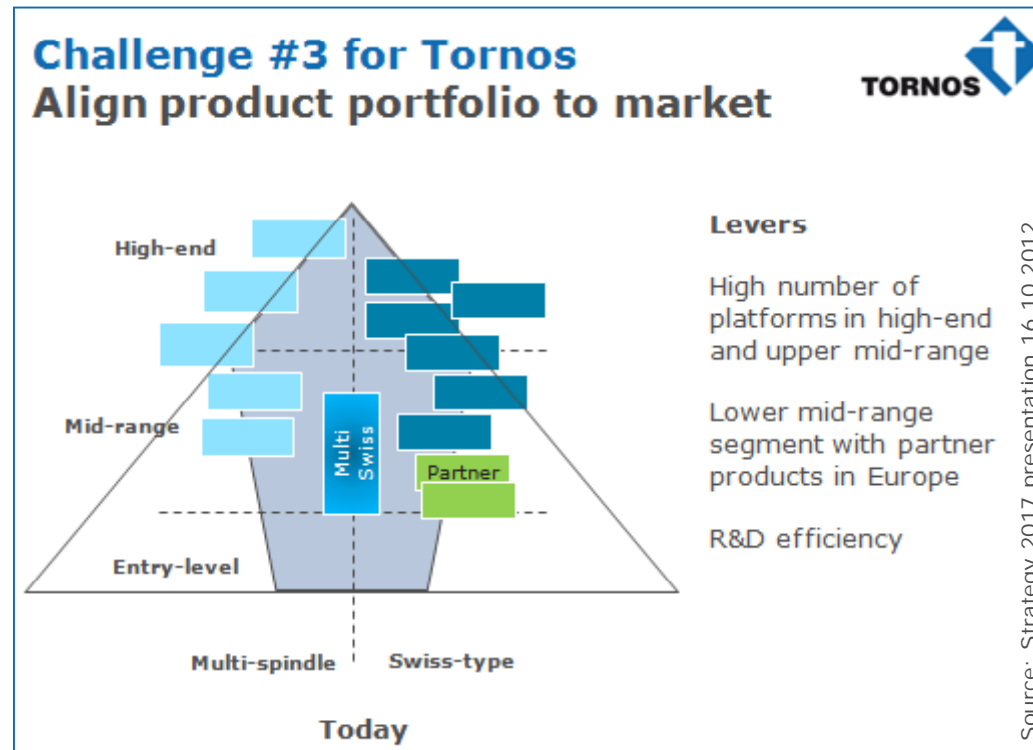 Challenge #3 for Tornos
Align product portfolio to market
TORNOS
High-end
Mid-range
Entry-level
Multi
Swiss
Partner
Multi-spindle
Swiss-type
Today
Levers
High number of
platforms in high-end
and upper mid-range
Lower mid-range
segment with partner
products in Europe
R&D efficiency
Source: Strategy 2017 presentation 16.10.2012